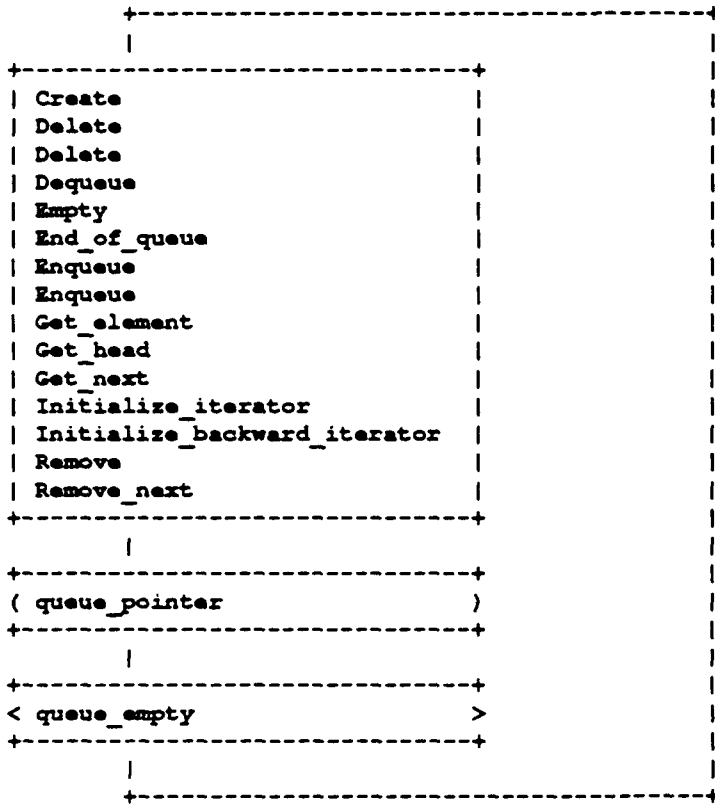 Create
Delete
Delete
Dequeue
Empty
End_of_queue
Enqueue
Enqueue
Get_element
Get_head
Get_next
Initialize_iterator
Initialize_backward_iterator
Remove
Remove_next
( queue_pointer )
< queue_empty >